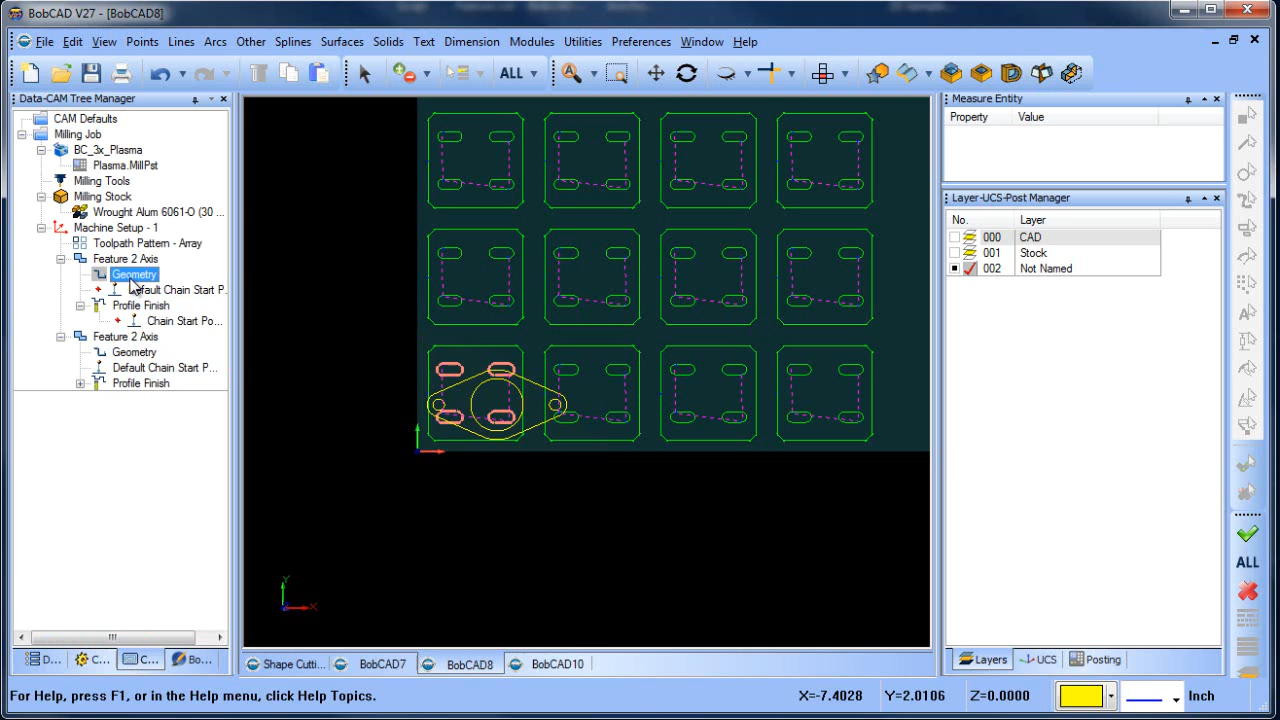 BobCAD V27 - [BobCAD8]
File Edit View Points Lines Arcs Other Splines Surfaces Solids Text Dimension Modules Utilities Preferences Window Help
ALL
Data-CAM Tree Manager
CAM Defaults
Milling Job
BC_3x_Plasma
Plasma.MillPst
Milling Tools
Milling Stock
Wrought Alum 6061-O (30 ...
Machine Setup - 1
Toolpath Pattern - Array
Feature 2 Axis
Geometry
Default Chain Start P
Profile Finish
Chain Start Po...
Feature 2 Axis
Geometry
Default Chain Start P...
Profile Finish
D... C... C... Bo...
Y
X
Shape Cutti... BobCAD7 BobCAD8 BobCAD10
Measure Entity
Property Value
Layer-UCS-Post Manager
No. Layer
000 CAD
001 Stock
002 Not Named
Layers UCS Posting
ALL
For Help, press F1, or in the Help menu, click Help Topics. X=-7.4028 Y=2.0106 Z=0.0000 Inch